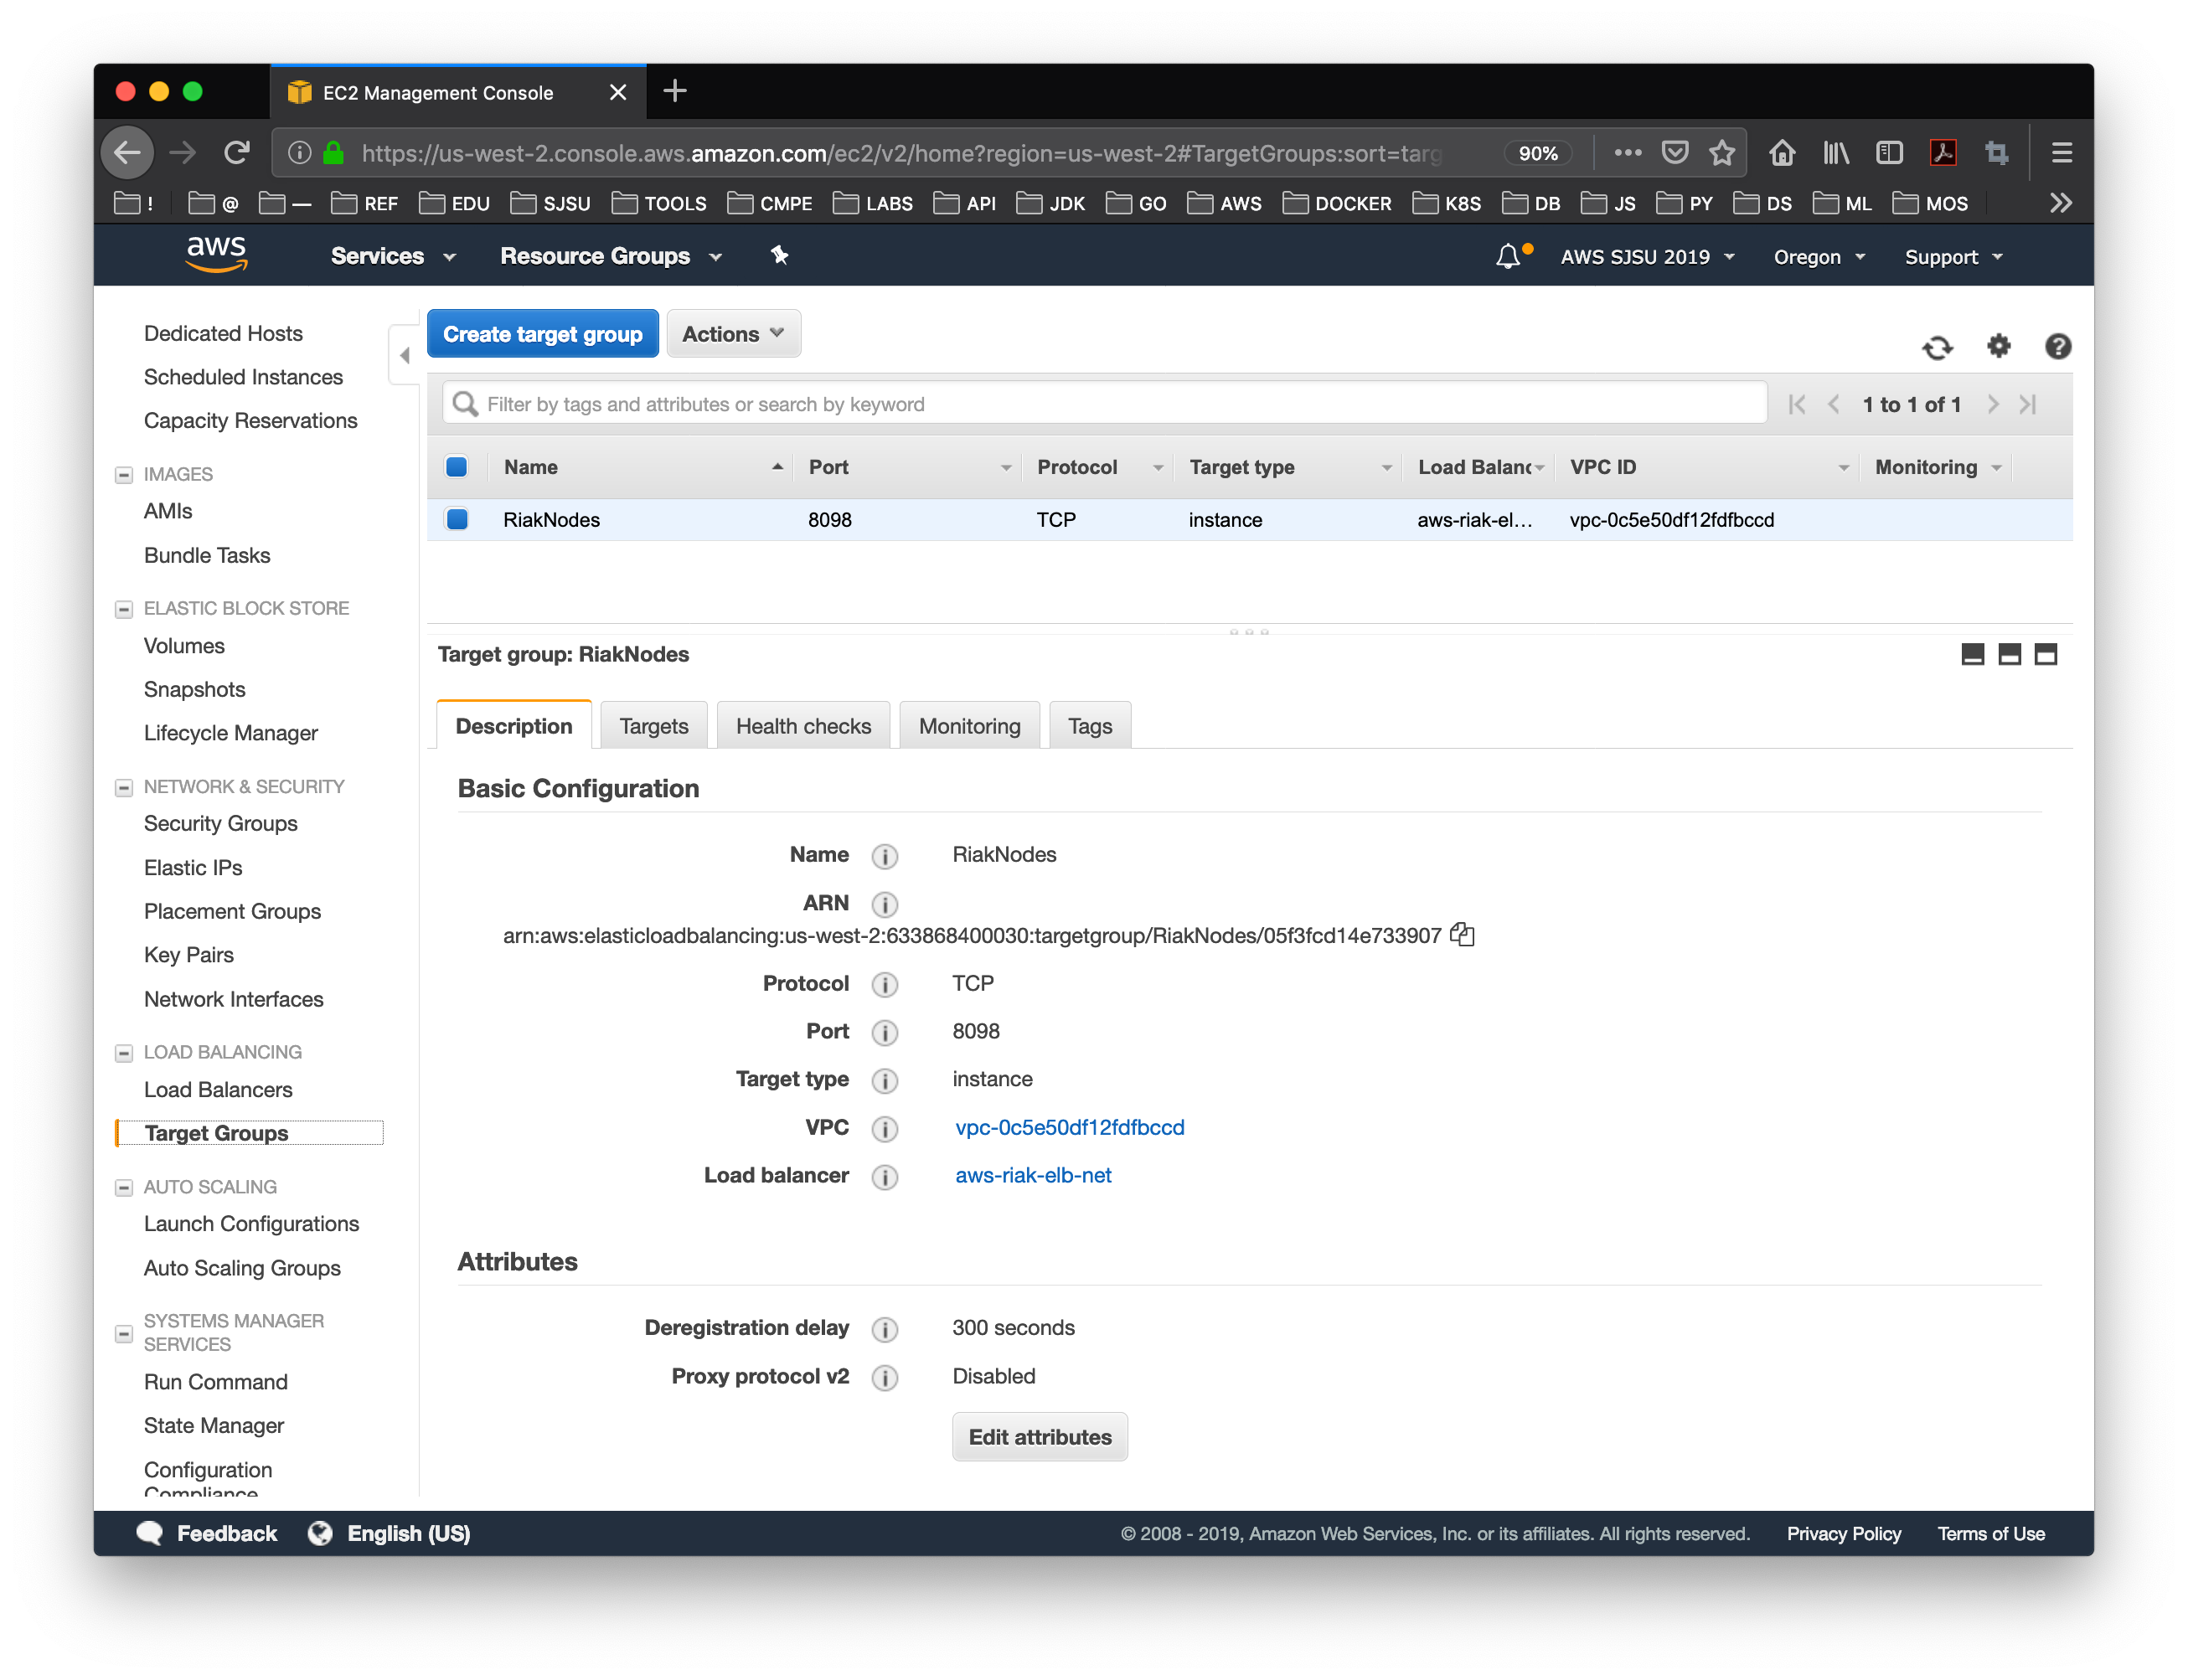 EC2 Management Console
https://us-west-2.console.aws.amazon.com/ec2/v2/home?region=us-west-2#TargetGroups:sort=targ 90%
! @ — REF EDU SJSU TOOLS CMPE LABS API JDK GO AWS DOCKER K8S DB JS PY DS ML MOS
aws Services Resource Groups AWS SJSU 2019 Oregon Support
Dedicated Hosts
Scheduled Instances
Capacity Reservations
IMAGES
AMIs
Bundle Tasks
ELASTIC BLOCK STORE
Volumes
Snapshots
Lifecycle Manager
NETWORK & SECURITY
Security Groups
Elastic IPs
Placement Groups
Key Pairs
Network Interfaces
LOAD BALANCING
Load Balancers
Target Groups
AUTO SCALING
Launch Configurations
Auto Scaling Groups
SYSTEMS MANAGER
SERVICES
Run Command
State Manager
Configuration
Compliance
Create target group Actions
Filter by tags and attributes or search by keyword 1 to 1 of 1
Name Port Protocol Target type Load Balanc VPC ID Monitoring
RiakNodes 8098 TCP instance aws-riak-el... vpc-0c5e50df12fdfbccd
Target group: RiakNodes
Description Targets Health checks Monitoring Tags
Basic Configuration
Name RiakNodes
ARN
arn:aws:elasticloadbalancing:us-west-2:633868400030:targetgroup/RiakNodes/05f3fcd14e733907
Protocol TCP
Port 8098
Target type instance
VPC vpc-0c5e50df12fdfbccd
Load balancer aws-riak-elb-net
Attributes
Deregistration delay 300 seconds
Proxy protocol v2 Disabled
Edit attributes
Feedback English (US) © 2008 - 2019, Amazon Web Services, Inc. or its affiliates. All rights reserved. Privacy Policy Terms of Use